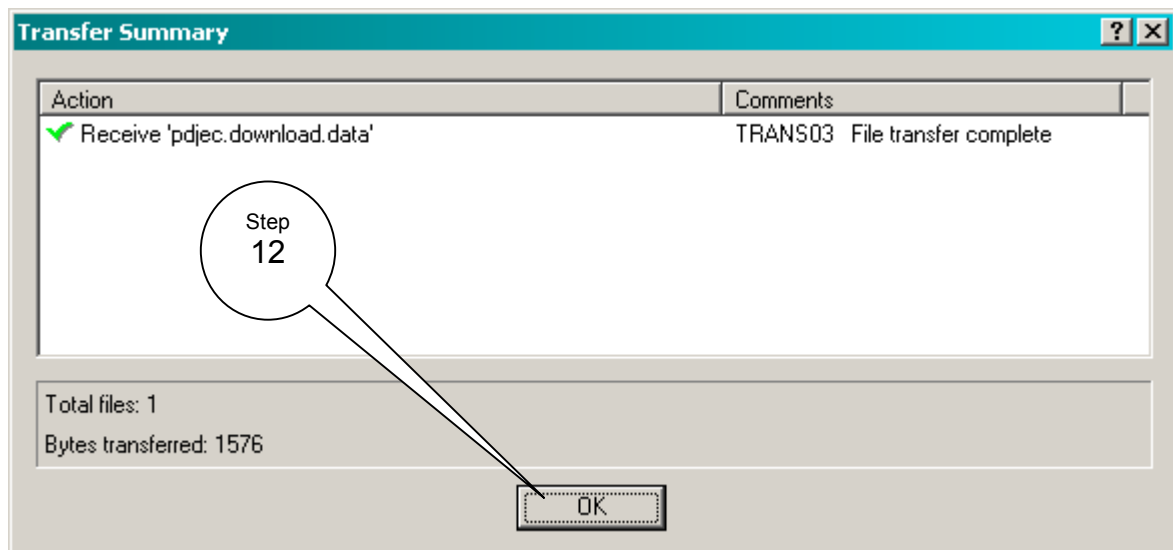 Transfer Summary
Action Comments
Receive 'pdjec.download.data' TRANS03 File transfer complete
Step
12
Total files: 1
Bytes transferred: 1576
OK